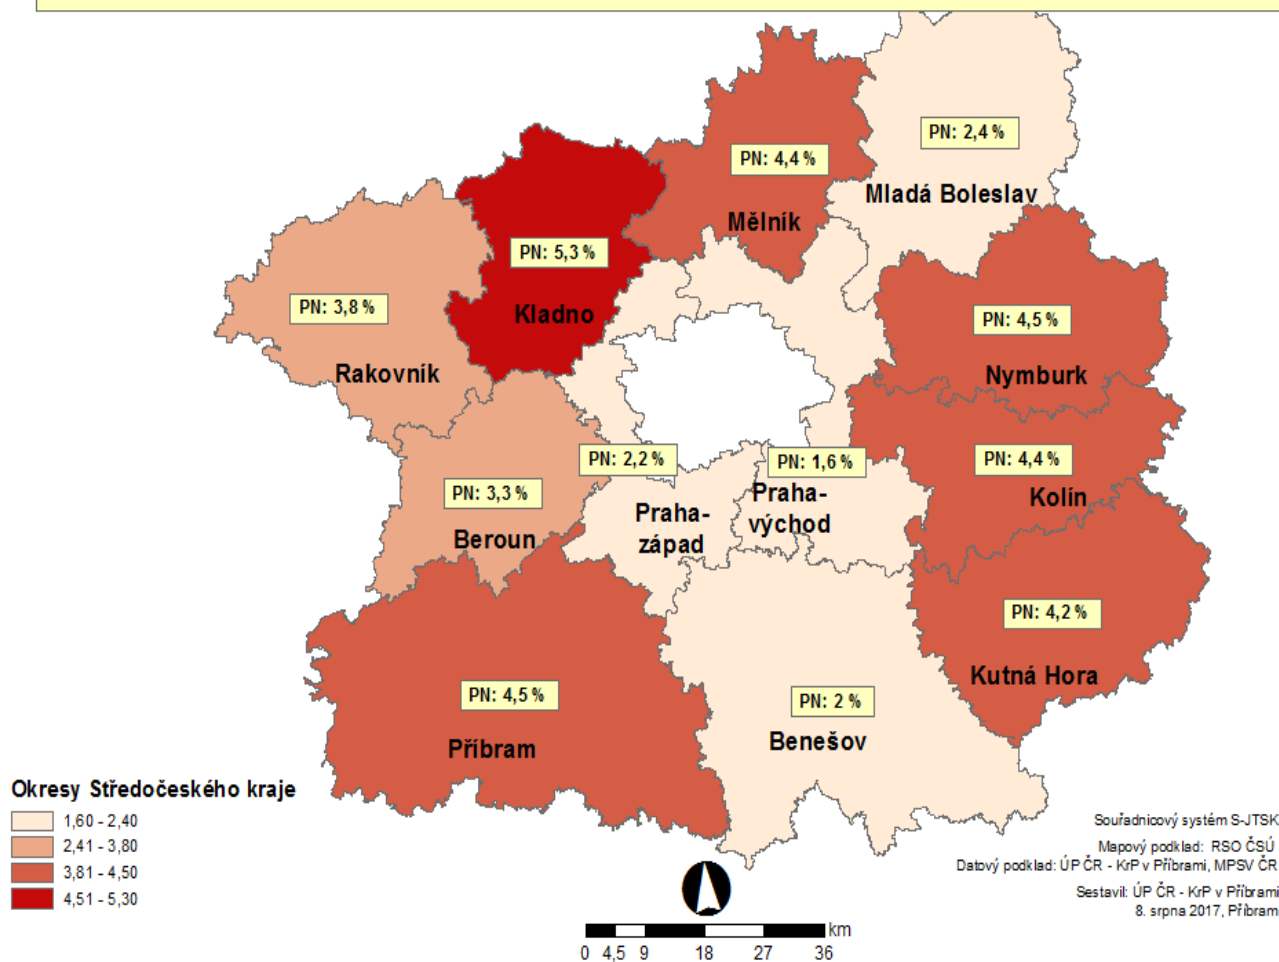 PN: 2,4 %
Mladá Boleslav
PN: 4,4 %
Mělník
PN: 5,3 %
Kladno
PN: 3,8 %
Rakovník
PN: 4,5 %
Nymburk
PN: 2,2 %
Praha-
západ
PN: 1,6 %
Praha-
východ
PN: 4,4 %
Kolín
PN: 3,3 %
Beroun
PN: 4,2 %
Kutná Hora
PN: 4,5 %
Příbram
PN: 2 %
Benešov
Okresy Středočeského kraje
1,60 - 2,40
2,41 - 3,80
3,81 - 4,50
4,51 - 5,30
Souřadnicový systém S-JTSK
Mapový podklad: RSO ČSÚ
Datový podklad: ÚP ČR - KrP v Příbrami, MPSV ČR
Sestavil: ÚP ČR - KrP v Příbrami
8. srpna 2017, Příbram
km
0 4,5 9 18 27 36